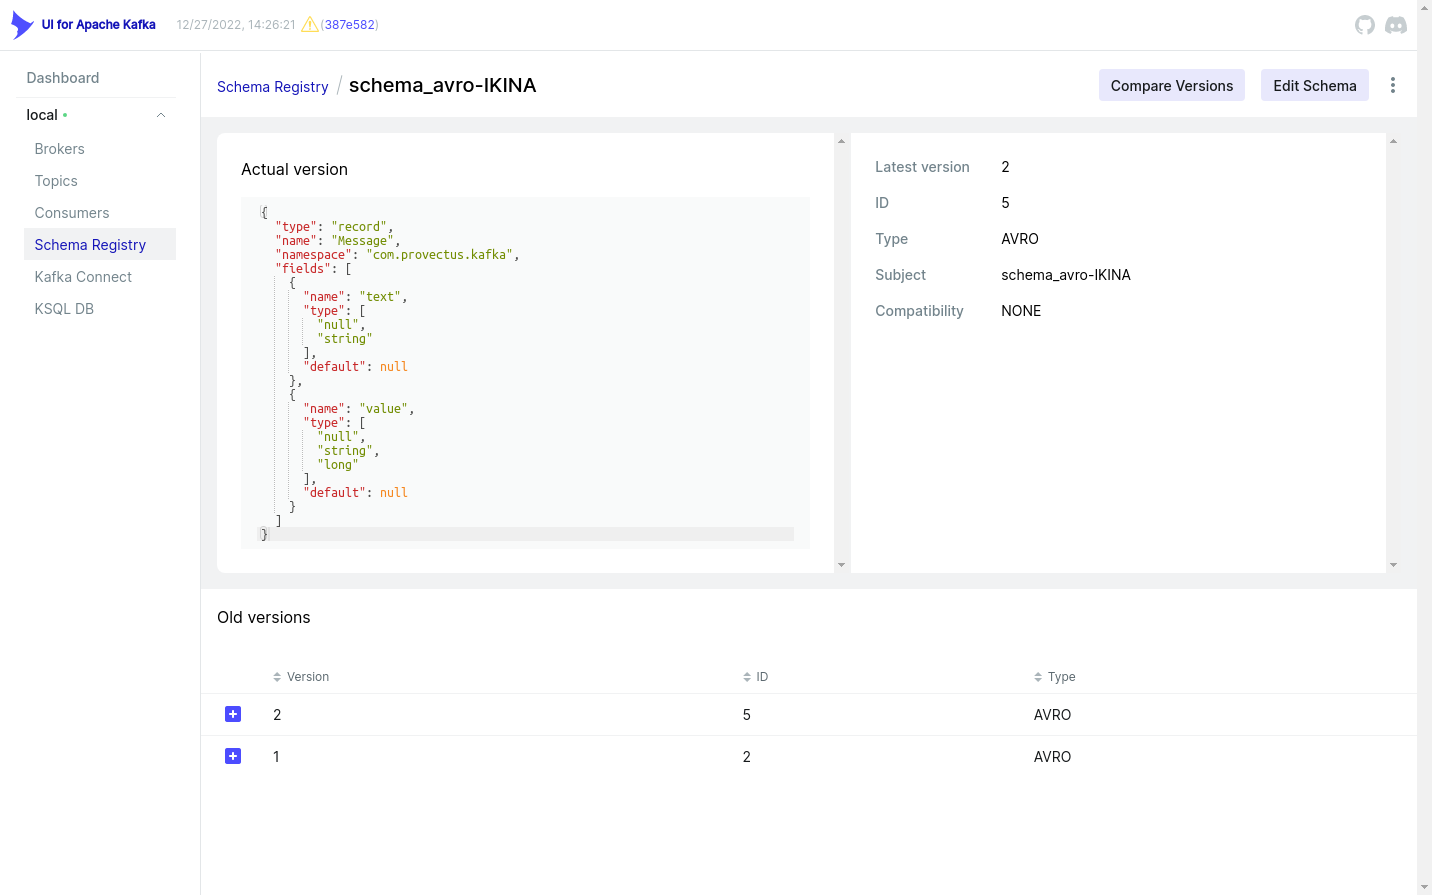 UI for Apache Kafka
12/27/2022, 14:26:21 (387e582)
Dashboard
local
Brokers
Topics
Consumers
Schema Registry
Kafka Connect
KSQL DB
Schema Registry / schema_avro-IKINA
Compare Versions
Edit Schema
Actual version
{
  "type": "record",
  "name": "Message",
  "namespace": "com.provectus.kafka",
  "fields": [
    {
      "name": "text",
      "type": [
        "null",
        "string"
      ],
      "default": null
    },
    {
      "name": "value",
      "type": [
        "null",
        "string",
        "long"
      ],
      "default": null
    }
  ]
}
Latest version 2
ID 5
Type AVRO
Subject schema_avro-IKINA
Compatibility NONE
Old versions
Version ID Type
2 5 AVRO
1 2 AVRO